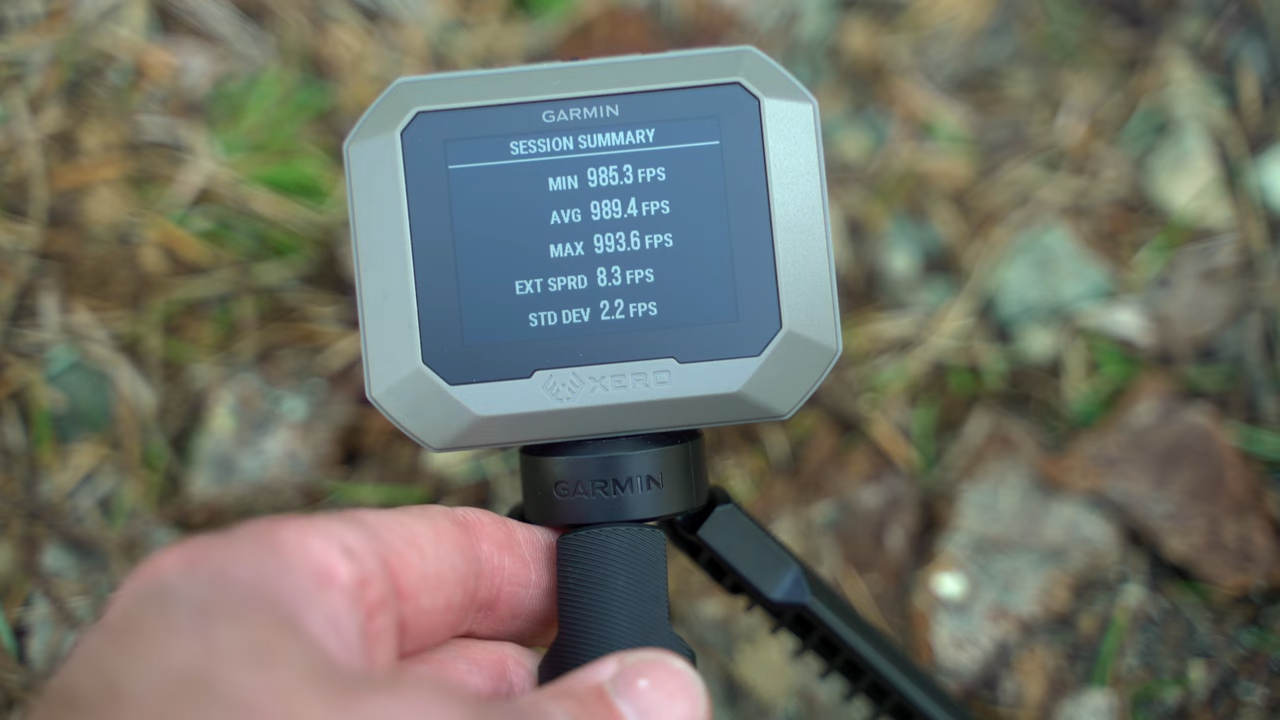 GARMIN
SESSION SUMMARY
MIN 985.3 FPS
AVG 989.4 FPS
MAX 993.6 FPS
EXT SPRD 8.3 FPS
STD DEV 2.2 FPS
XERO
GARMIN